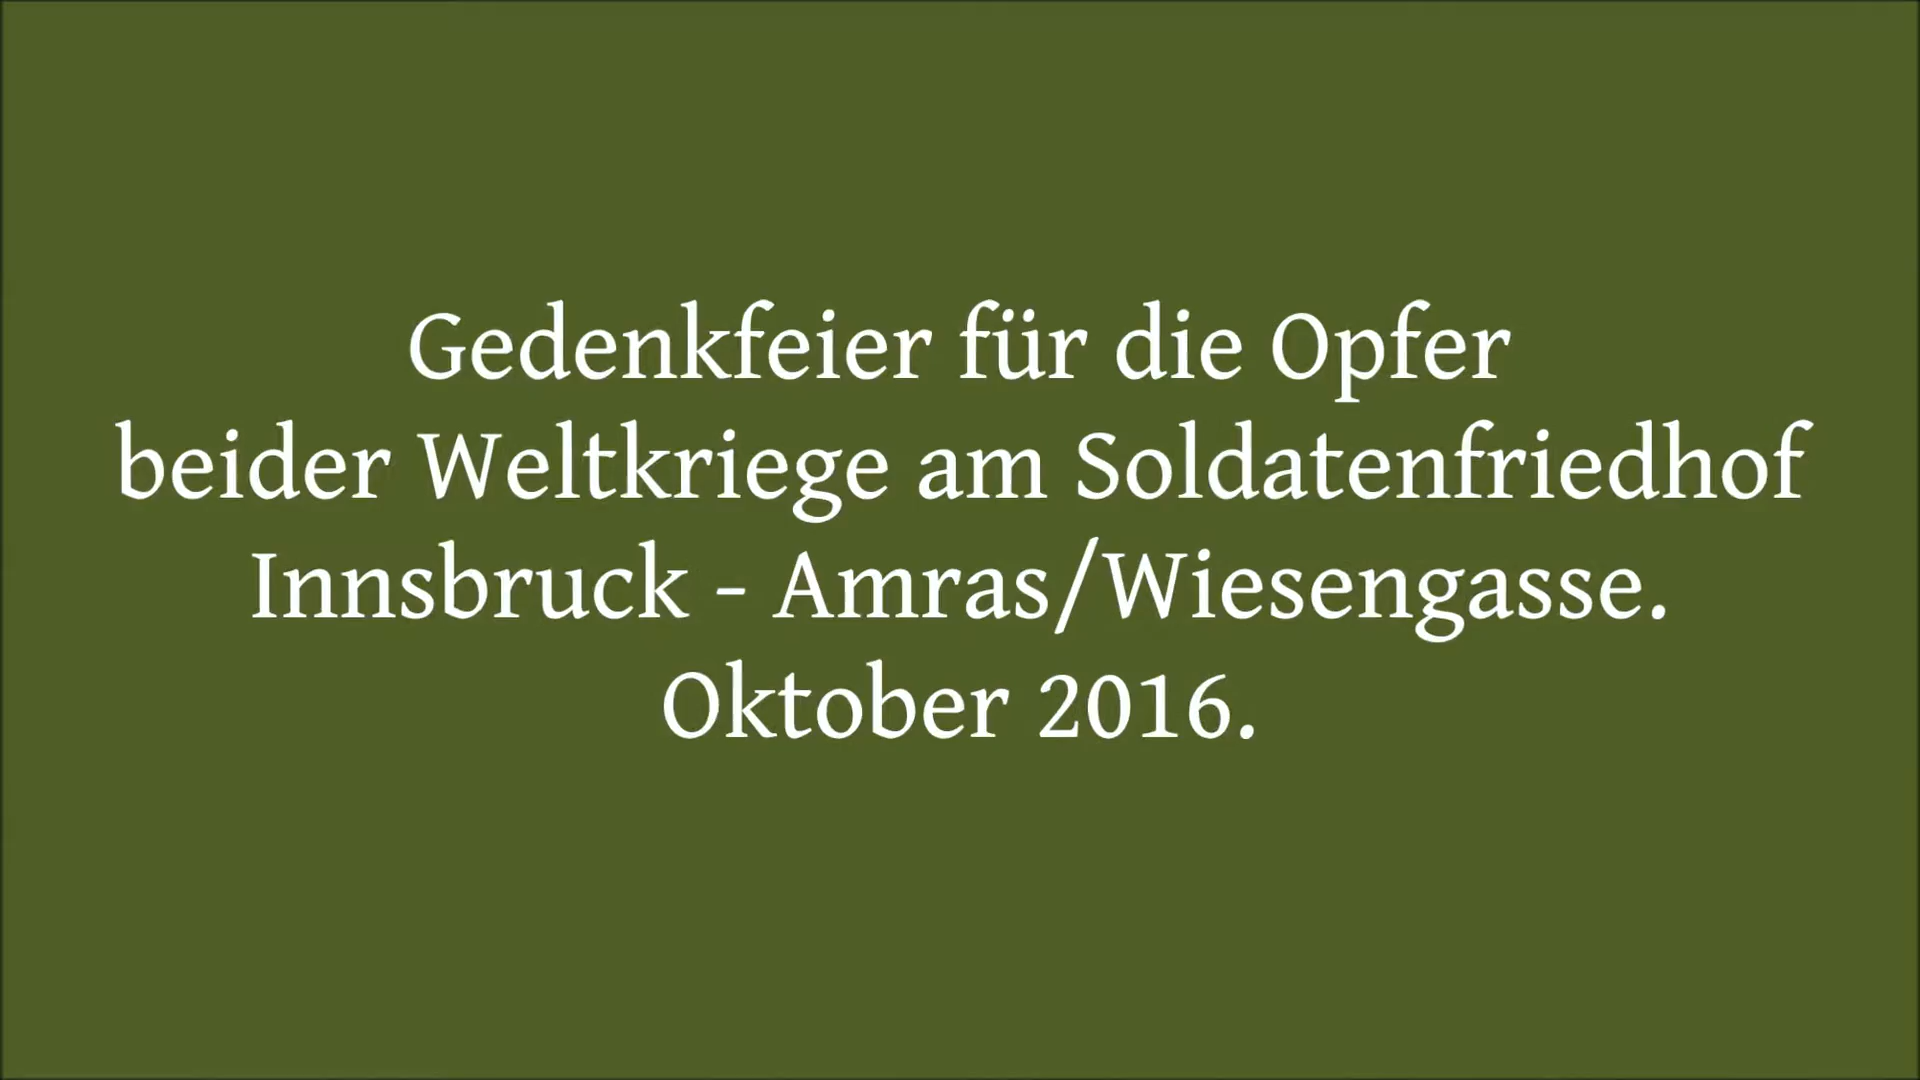 Gedenkfeier für die Opfer
beider Weltkriege am Soldatenfriedhof
Innsbruck - Amras/Wiesengasse.
Oktober 2016.